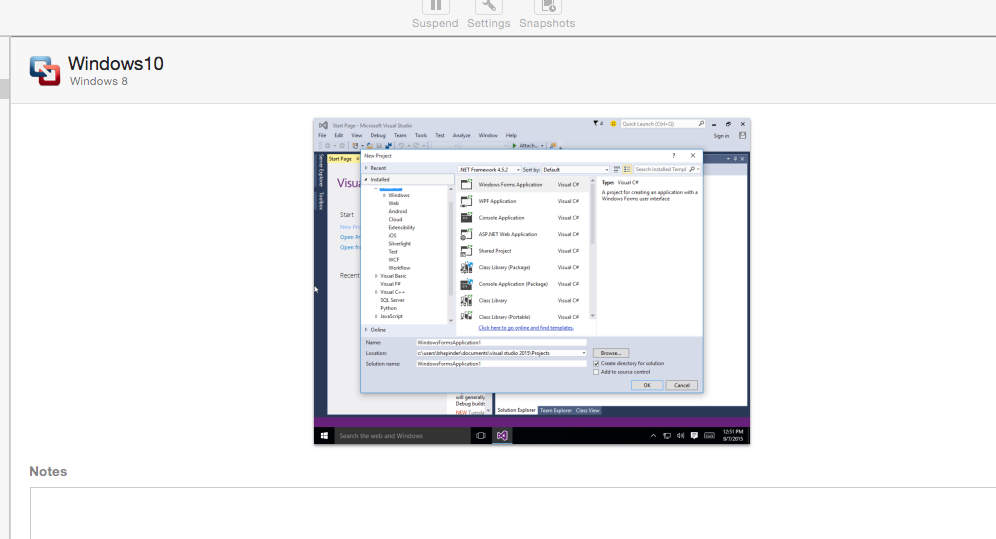 Suspend Settings Snapshots
Windows10
Windows 8
Start Page - Microsoft Visual Studio
4
Quick Launch (Ctrl+Q)
File Edit View Debug Team Tools Test Analyze Window Help
Sign in
Attach...
Server Explorer
Toolbox
Start Page
New Project
? X
Recent
.NET Framework 4.5.2 Sort by: Default
Search Installed Templ
Installed
Windows
Web
Android
Cloud
Extensibility
iOS
Silverlight
Test
WCF
Workflow
Visual Basic
Visual F#
Visual C++
SQL Server
Python
JavaScript
Online
Windows Forms Application Visual C#
WPF Application Visual C#
Console Application Visual C#
ASP.NET Web Application Visual C#
Shared Project Visual C#
Class Library (Package) Visual C#
Console Application (Package) Visual C#
Class Library Visual C#
Class Library (Portable) Visual C#
Click here to go online and find templates.
Type: Visual C#
A project for creating an application with a
Windows Forms user interface
Visua
Start
New Pro
Open Pr
Open fr
Recent
Name: WindowsFormsApplication1
Location: c:\users\bhapinder\documents\visual studio 2015\Projects
Browse...
Solution name: WindowsFormsApplication1
Create directory for solution
Add to source control
OK Cancel
will generally
Debug builds
NEW Tuesda
Solution Explorer Team Explorer Class View
Search the web and Windows
12:51 PM
9/7/2015
Notes